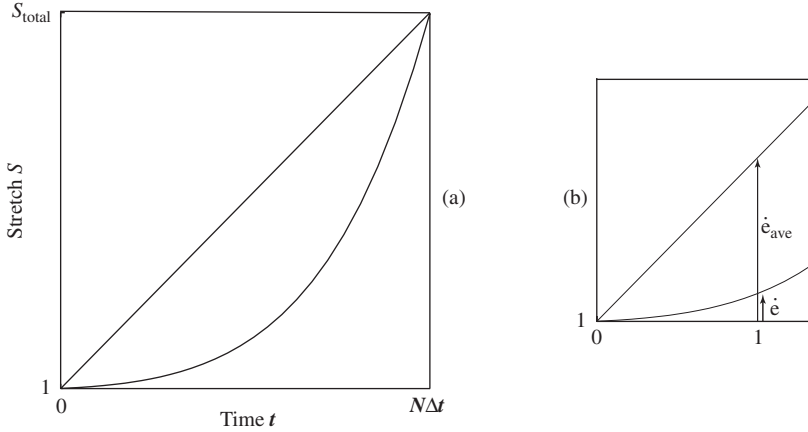 S_total
Stretch S
1
0
Time t
NΔt
(a)
(b)
ė_ave
ė
1
0
1